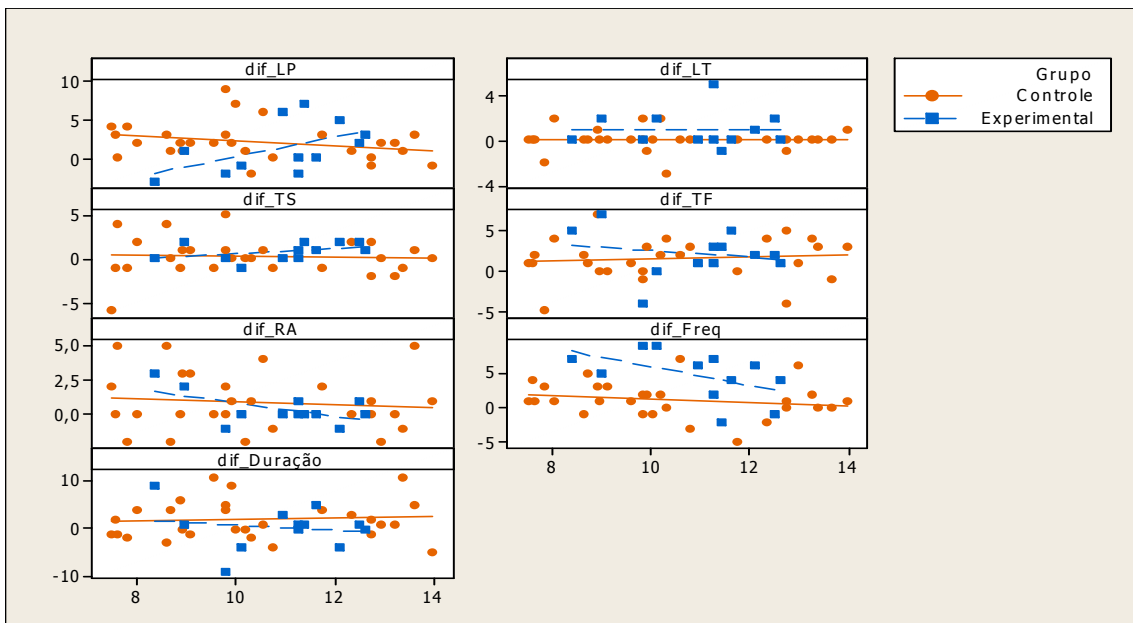 dif_LP
10
5
0
dif_LT
4
0
-4
Grupo
Controle
Experimental
dif_TS
5
0
-5
dif_TF
5
0
-5
dif_RA
5,0
2,5
0,0
dif_Freq
5
0
-5
8 10 12 14
dif_Duração
10
0
-10
8 10 12 14